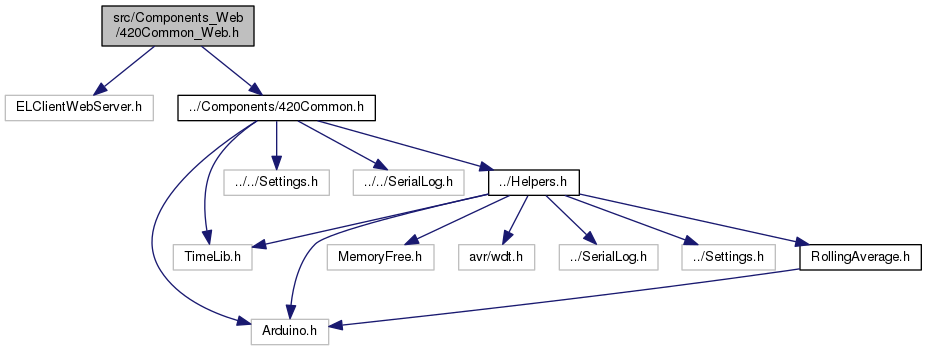 src/Components_Web
/420Common_Web.h
ELClientWebServer.h
../Components/420Common.h
../../Settings.h
../../SerialLog.h
../Helpers.h
TimeLib.h
MemoryFree.h
avr/wdt.h
../SerialLog.h
../Settings.h
RollingAverage.h
Arduino.h